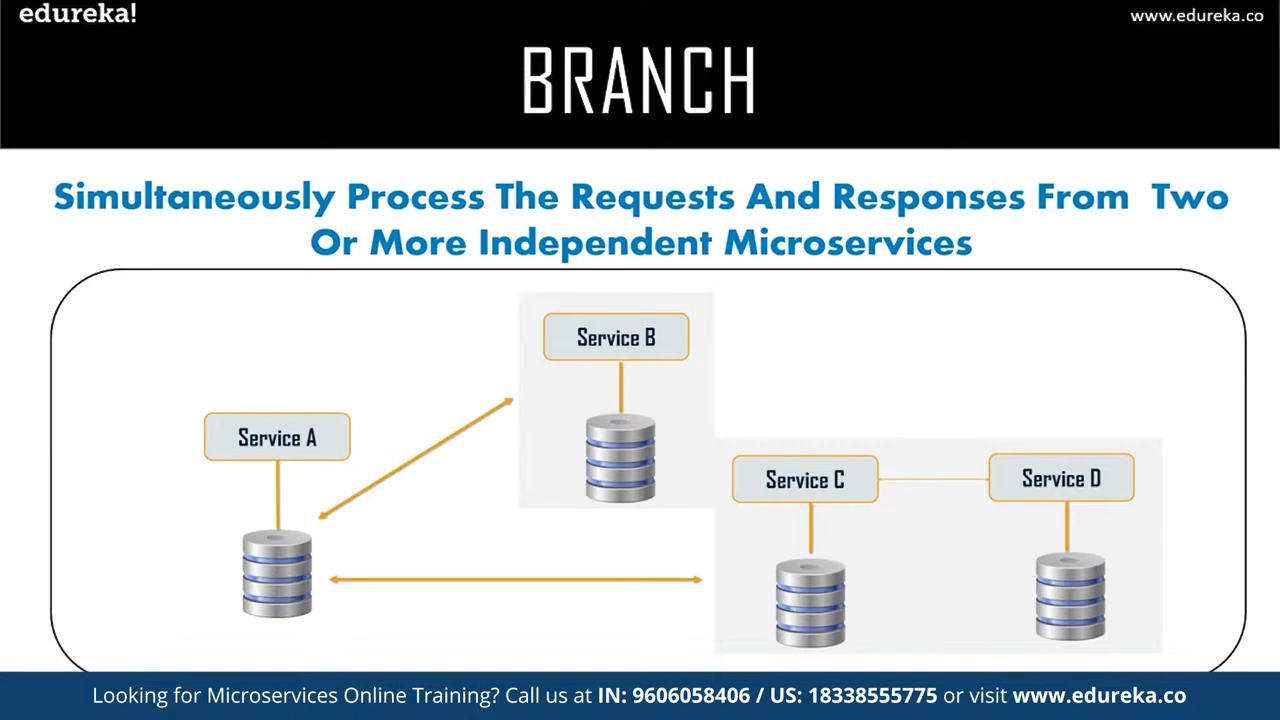 edureka!
www.edureka.co
BRANCH
Simultaneously Process The Requests And Responses From Two
Or More Independent Microservices
Service B
Service A
Service C
Service D
Looking for Microservices Online Training? Call us at IN: 9606058406 / US: 18338555775 or visit www.edureka.co